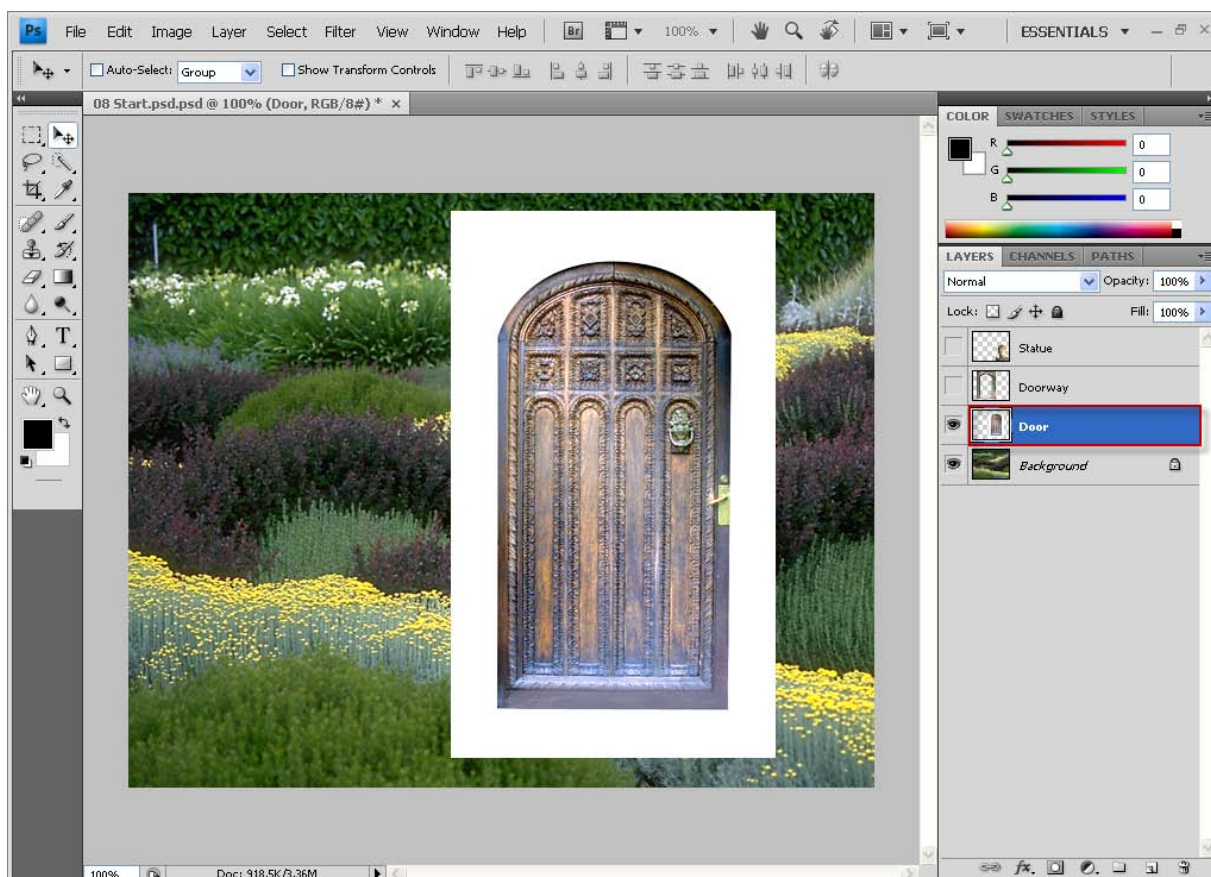 Ps File Edit Image Layer Select Filter View Window Help Br 100% ESSENTIALS
Auto-Select: Group Show Transform Controls
08 Start.psd.psd @ 100% (Door, RGB/8#) * ×
COLOR SWATCHES STYLES
R 0
G 0
B 0
LAYERS CHANNELS PATHS
Normal Opacity: 100%
Lock: Fill: 100%
Statue
Doorway
Door
Background
100% Doc: 918.5K/3.36M